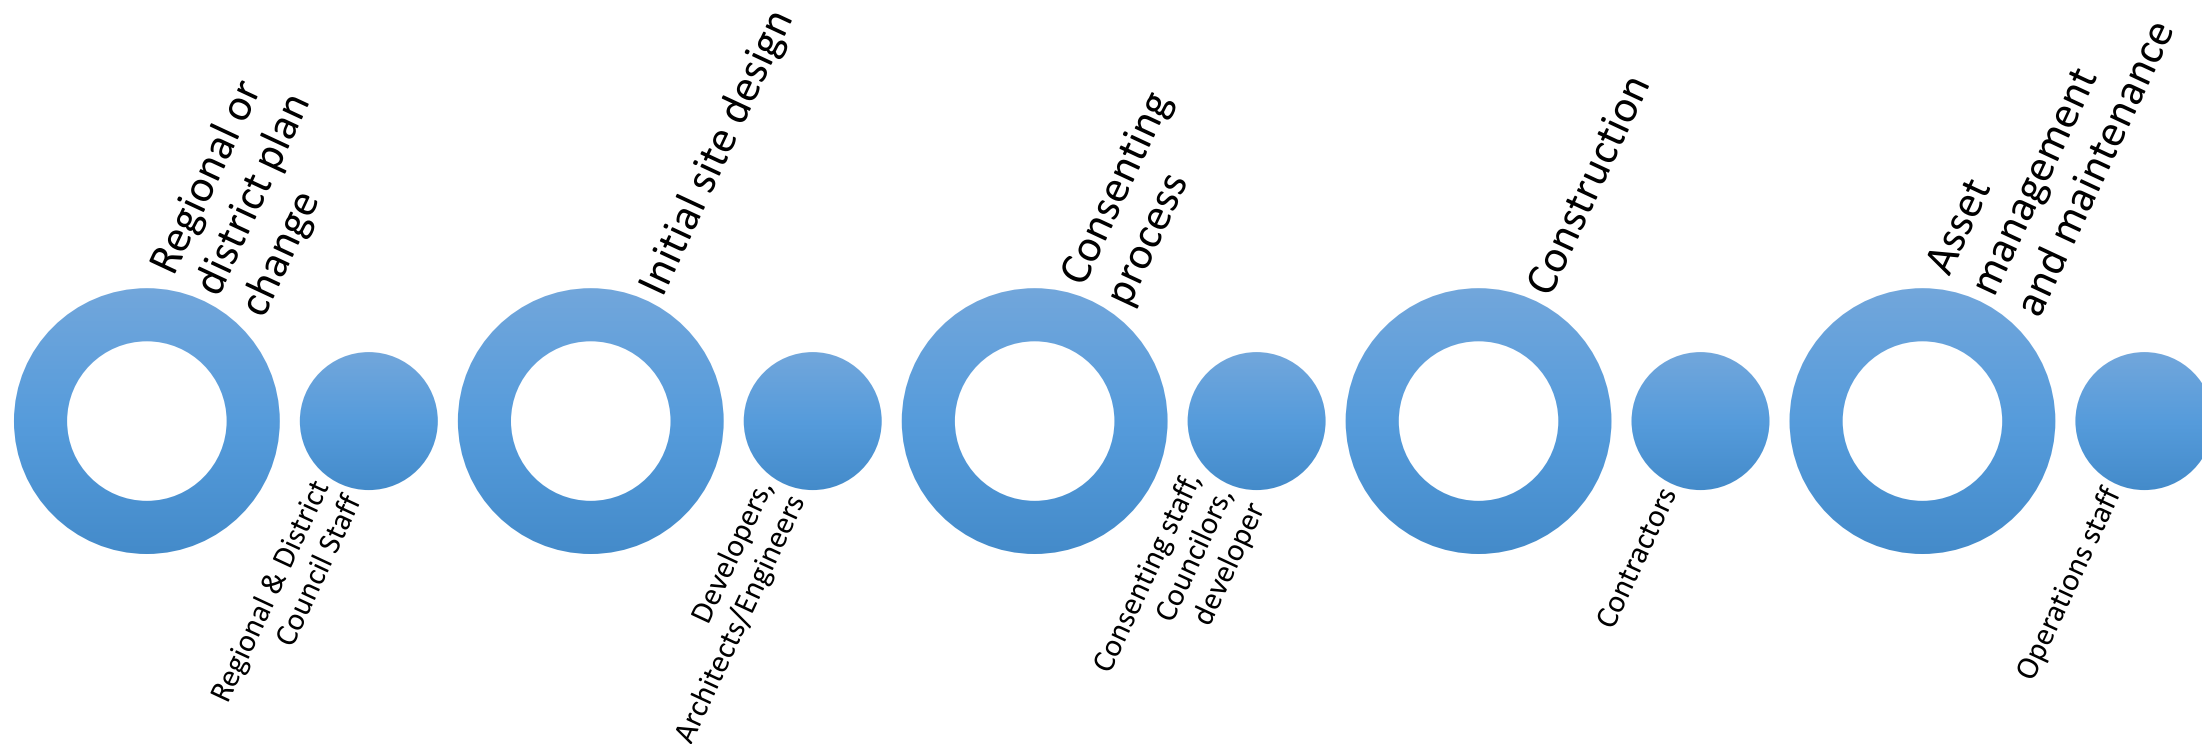 Regional or
district plan
change
Regional & District
Council Staff
Initial site design
Developers,
Architects/Engineers
Consenting
process
Consenting staff,
Councilors,
developer
Construction
Contractors
Asset
management
and maintenance
Operations staff